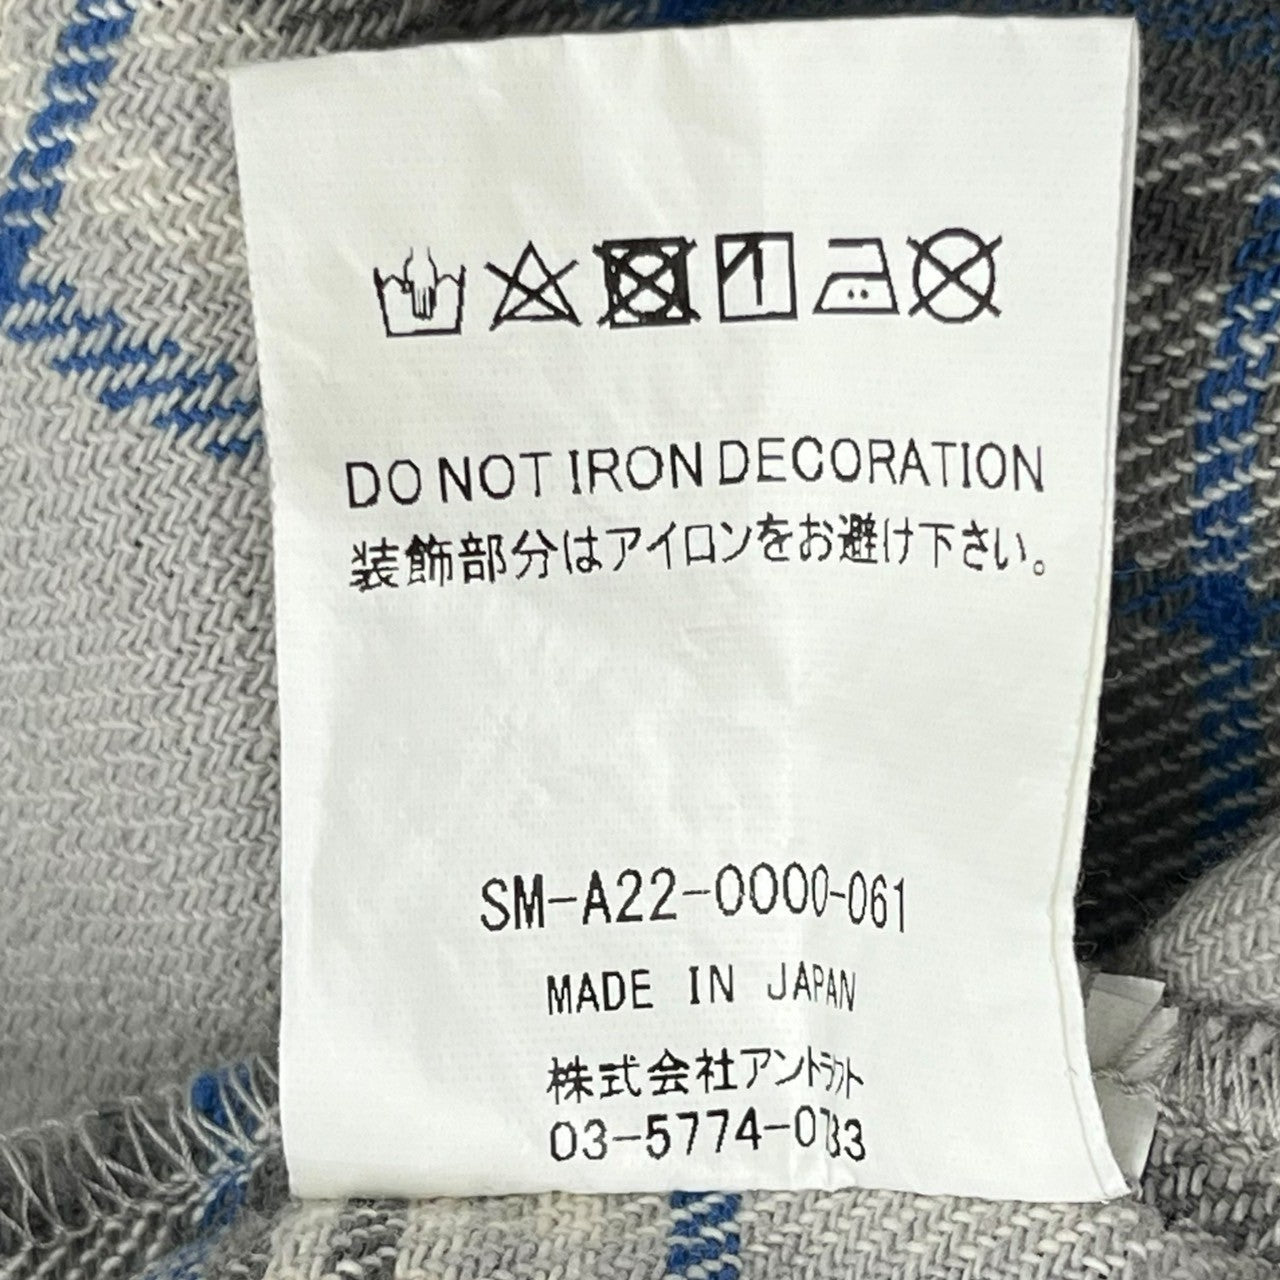 DO NOT IRON DECORATION
装飾部分はアイロンをお避け下さい。
SM-A22-0000-061
MADE IN JAPAN
株式会社アントラフト
03-5774-0783